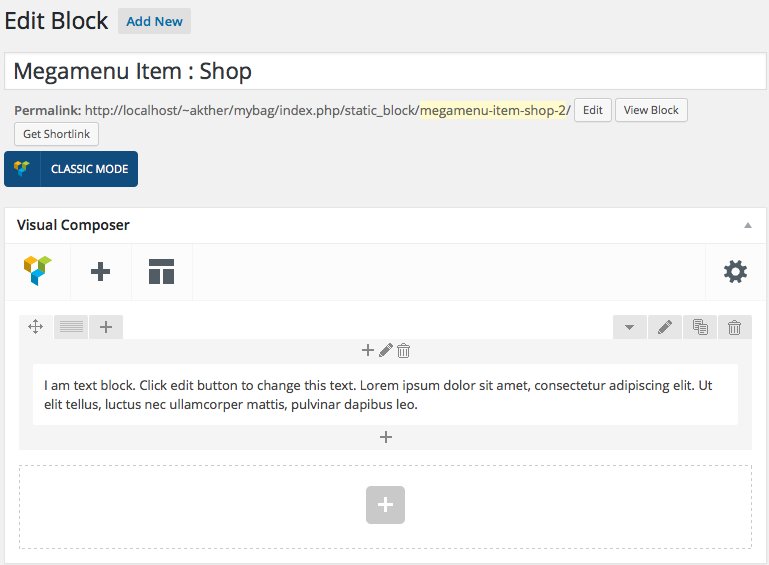 Edit Block Add New
Megamenu Item : Shop
Permalink: http://localhost/~akther/mybag/index.php/static_block/megamenu-item-shop-2/ Edit View Block
Get Shortlink
CLASSIC MODE
Visual Composer
I am text block. Click edit button to change this text. Lorem ipsum dolor sit amet, consectetur adipiscing elit. Ut
elit tellus, luctus nec ullamcorper mattis, pulvinar dapibus leo.